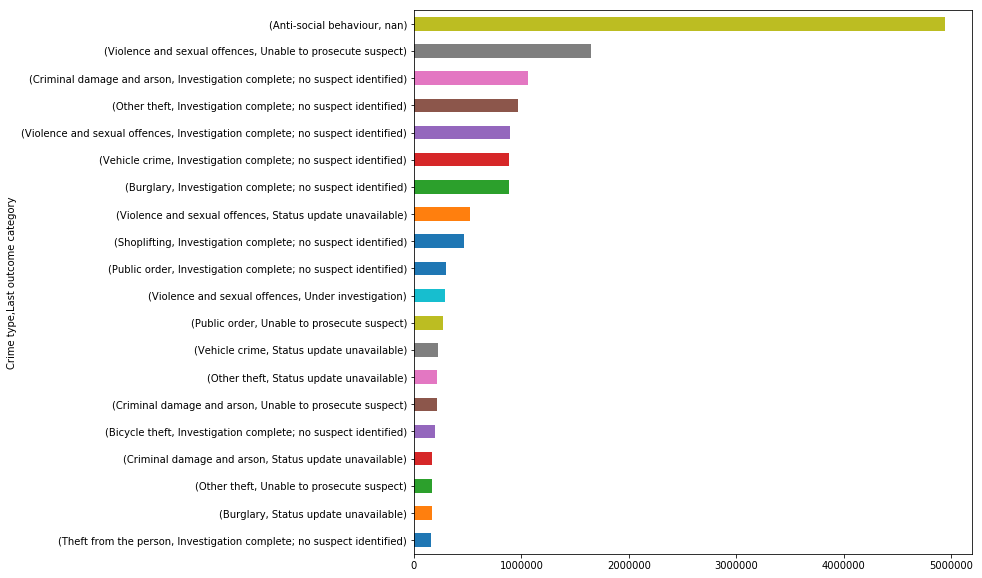 (Anti-social behaviour, nan)
(Violence and sexual offences, Unable to prosecute suspect)
(Criminal damage and arson, Investigation complete; no suspect identified)
(Other theft, Investigation complete; no suspect identified)
(Violence and sexual offences, Investigation complete; no suspect identified)
(Vehicle crime, Investigation complete; no suspect identified)
(Burglary, Investigation complete; no suspect identified)
(Violence and sexual offences, Status update unavailable)
(Shoplifting, Investigation complete; no suspect identified)
(Public order, Investigation complete; no suspect identified)
(Violence and sexual offences, Under investigation)
(Public order, Unable to prosecute suspect)
(Vehicle crime, Status update unavailable)
(Other theft, Status update unavailable)
(Criminal damage and arson, Unable to prosecute suspect)
(Bicycle theft, Investigation complete; no suspect identified)
(Criminal damage and arson, Status update unavailable)
(Other theft, Unable to prosecute suspect)
(Burglary, Status update unavailable)
(Theft from the person, Investigation complete; no suspect identified)
Crime type,Last outcome category
0 1000000 2000000 3000000 4000000 5000000